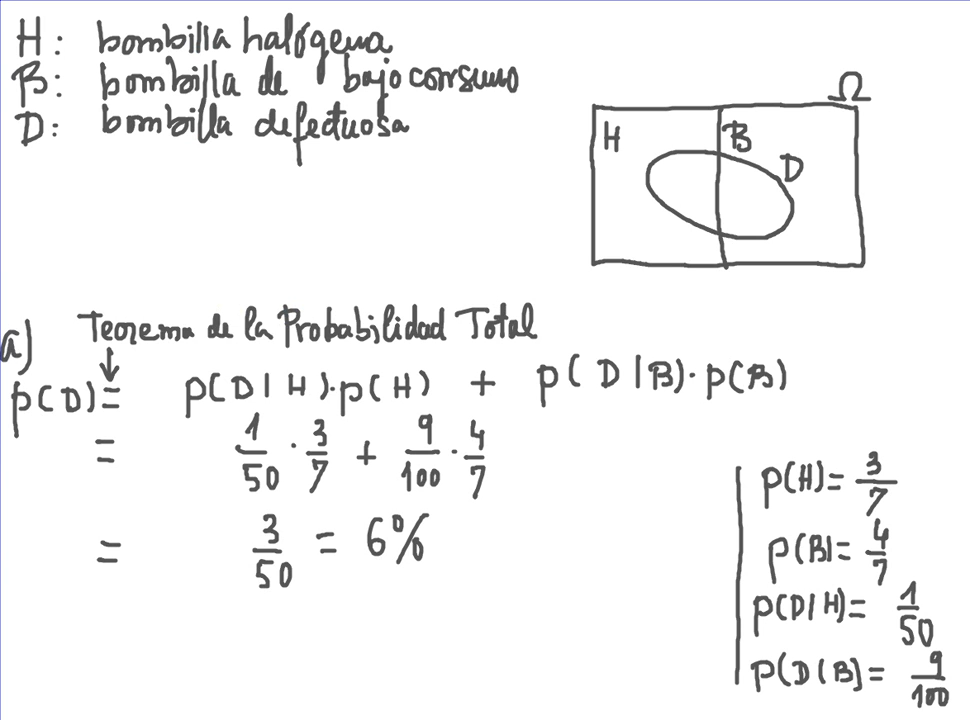 H: bombilla halógena
B: bombilla de bajo consumo
D: bombilla defectuosa
Ω
H B D
a) Teorema de la Probabilidad Total
↓
p(D) = p(D|H)·p(H) + p(D|B)·p(B)
= 1/50 · 3/7 + 9/100 · 4/7
= 3/50 = 6%
p(H)= 3/7
p(B)= 4/7
p(D|H)= 1/50
p(D|B)= 9/100